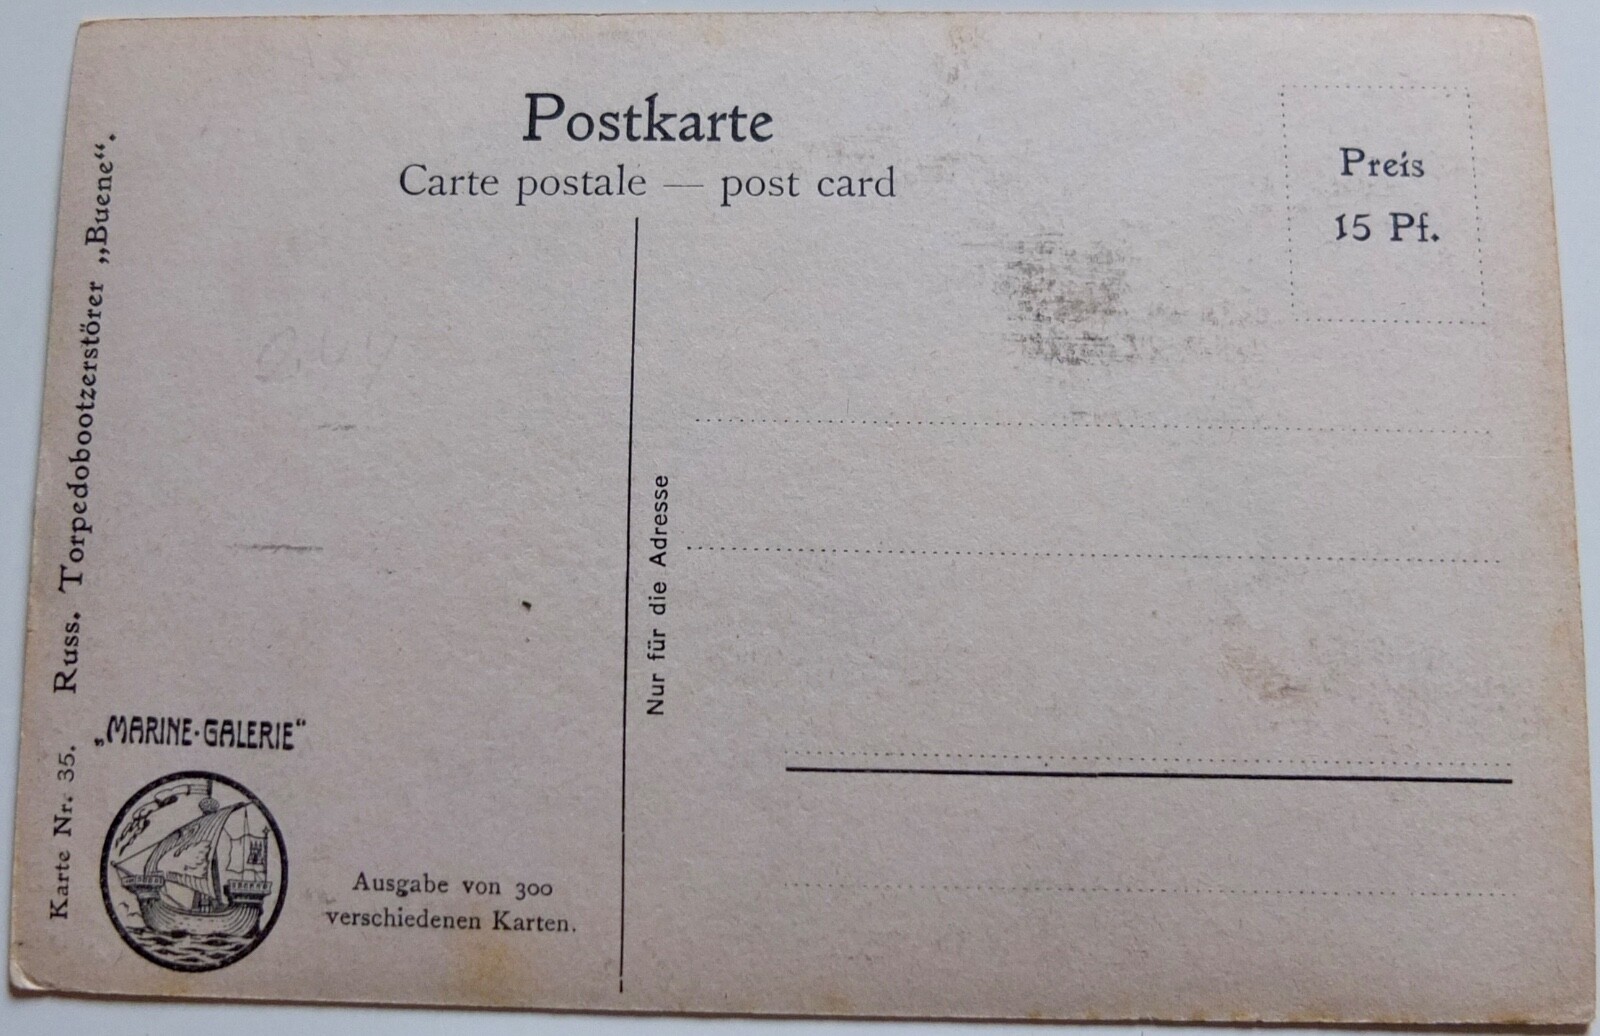 Postkarte
Carte postale — post card
Preis
15 Pf.
Karte Nr. 35. Russ. Torpedobootzerstörer „Buene“.
Nur für die Adresse
„MARINE-GALERIE“
Ausgabe von 300
verschiedenen Karten.